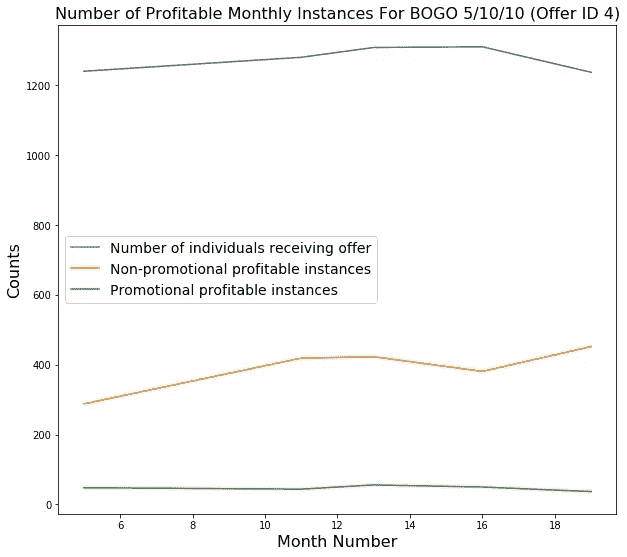 Number of Profitable Monthly Instances For BOGO 5/10/10 (Offer ID 4)
1200
1000
800
600
400
200
0
Counts
Number of individuals receiving offer
Non-promotional profitable instances
Promotional profitable instances
6 8 10 12 14 16 18
Month Number